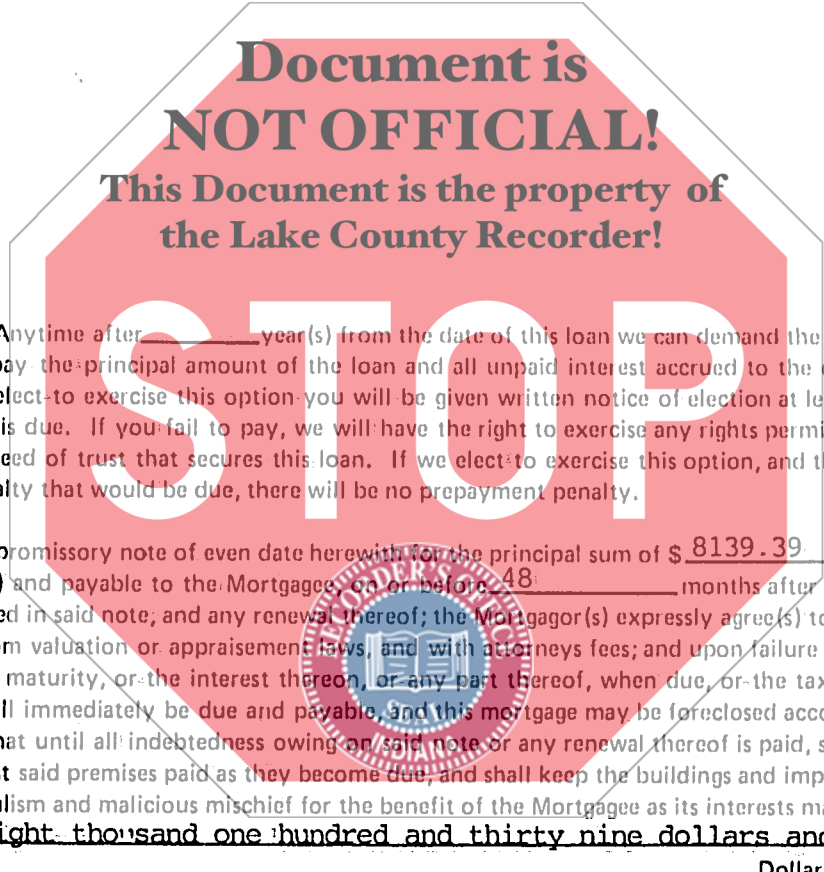 Document is
NOT OFFICIAL!
This Document is the property of
the Lake County Recorder!
STOP
Anytime after year(s) from the date of this loan we can demand the
pay the principal amount of the loan and all unpaid interest accrued to the
elect to exercise this option you will be given written notice of election at le
is due. If you fail to pay, we will have the right to exercise any rights permi
eed of trust that secures this loan. If we elect to exercise this option, and th
alty that would be due, there will be no prepayment penalty.
promissory note of even date herewith for the principal sum of $ 8139.39
) and payable to the Mortgagee, on or before 48 months after
ed in said note, and any renewal thereof; the Mortgagor(s) expressly agree(s) to
m valuation or appraisement laws, and with attorneys fees; and upon failure
maturity, or the interest thereon, or any part thereof, when due, or the tax
ll immediately be due and payable, and this mortgage may be foreclosed acco
hat until all indebtedness owing on said note or any renewal thereof is paid, s
t said premises paid as they become due, and shall keep the buildings and imp
lism and malicious mischief for the benefit of the Mortgagee as its interests ma
ight thousand one hundred and thirty nine dollars and
Dollar